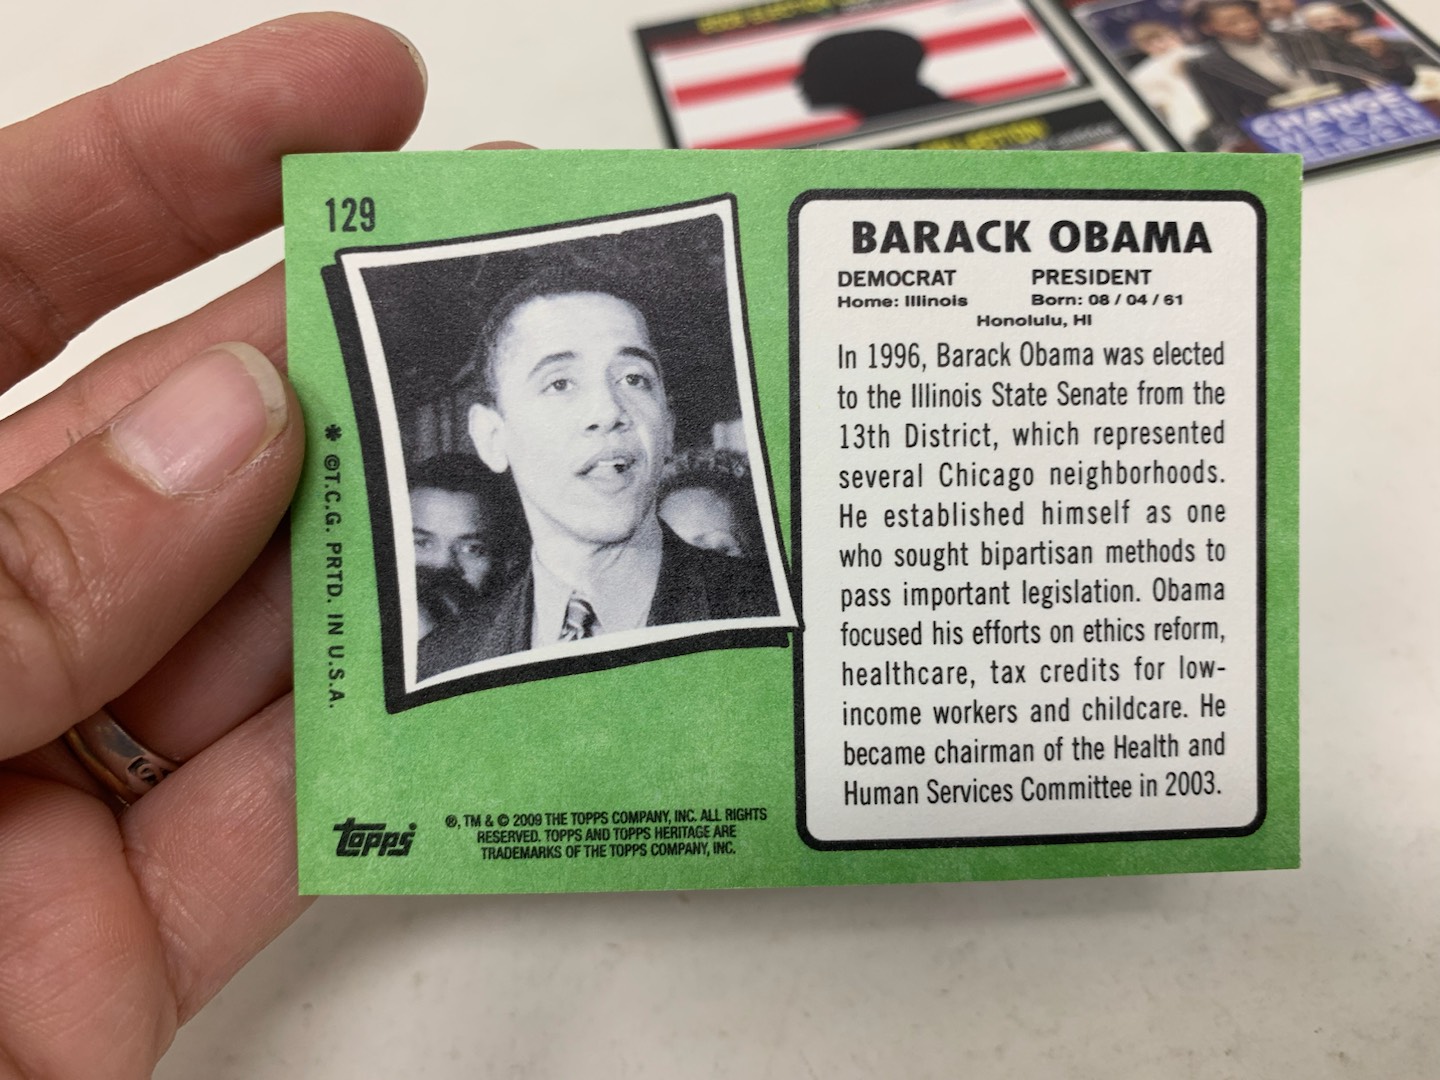 CHANGE
WE CAN
129
BARACK OBAMA
DEMOCRAT PRESIDENT
Home: Illinois Born: 08 / 04 / 61
Honolulu, HI
In 1996, Barack Obama was elected
to the Illinois State Senate from the
13th District, which represented
several Chicago neighborhoods.
He established himself as one
who sought bipartisan methods to
pass important legislation. Obama
focused his efforts on ethics reform,
healthcare, tax credits for low-
income workers and childcare. He
became chairman of the Health and
Human Services Committee in 2003.
* ©T.C.G. PRTD. IN U.S.A.
topps
®, TM & © 2009 THE TOPPS COMPANY, INC. ALL RIGHTS
RESERVED. TOPPS AND TOPPS HERITAGE ARE
TRADEMARKS OF THE TOPPS COMPANY, INC.